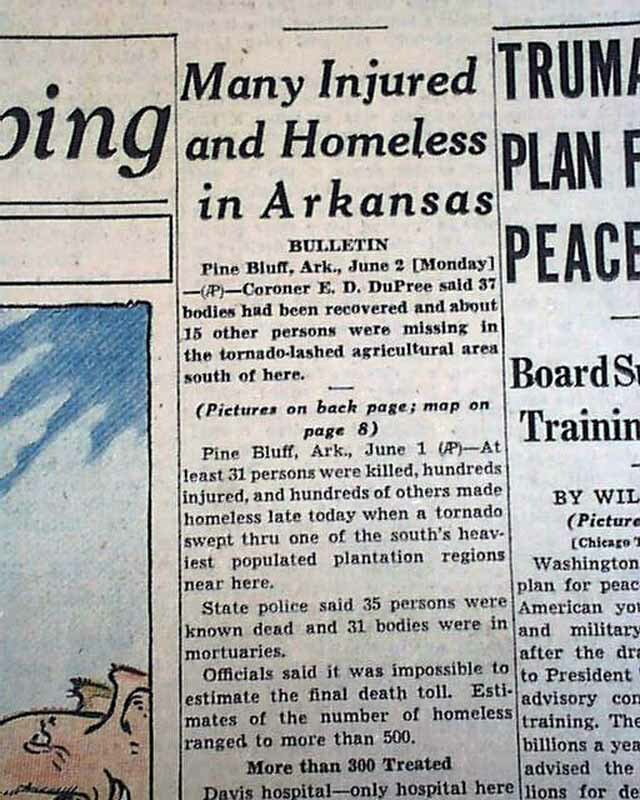 ping
Many Injured
and Homeless
in Arkansas
BULLETIN
Pine Bluff, Ark., June 2 [Monday]
—(AP)—Coroner E. D. DuPree said 37
bodies had been recovered and about
15 other persons were missing in
the tornado-lashed agricultural area
south of here.
(Pictures on back page; map on
page 8)
Pine Bluff, Ark., June 1 (AP)—At
least 31 persons were killed, hundreds
injured, and hundreds of others made
homeless late today when a tornado
swept thru one of the south's heav-
iest populated plantation regions
near here.
State police said 35 persons were
known dead and 31 bodies were in
mortuaries.
Officials said it was impossible to
estimate the final death toll. Esti-
mates of the number of homeless
ranged to more than 500.
More than 300 Treated
Davis hospital—only hospital here
TRUMA
PLAN F
PEACE
Board Su
Trainin
BY WIL
(Picture
[Chicago T
Washington
plan for peac
American you
and military
after the dra
to President
advisory con
training. The
billions a yea
advised the
lions for de